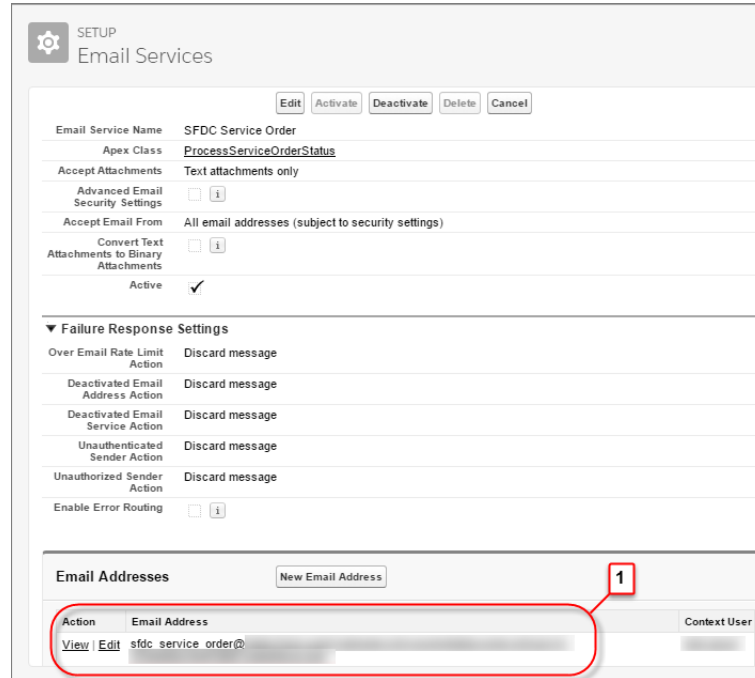 SETUP
Email Services
Edit Activate Deactivate Delete Cancel
Email Service Name SFDC Service Order
Apex Class ProcessServiceOrderStatus
Accept Attachments Text attachments only
Advanced Email
Security Settings i
Accept Email From All email addresses (subject to security settings)
Convert Text
Attachments to Binary i
Attachments
Active
Failure Response Settings
Over Email Rate Limit Discard message
Action
Deactivated Email Discard message
Address Action
Deactivated Email Discard message
Service Action
Unauthenticated Discard message
Sender Action
Unauthorized Sender Discard message
Action
Enable Error Routing i
Email Addresses New Email Address 1
Action Email Address Context User
View | Edit sfdc_service_order@